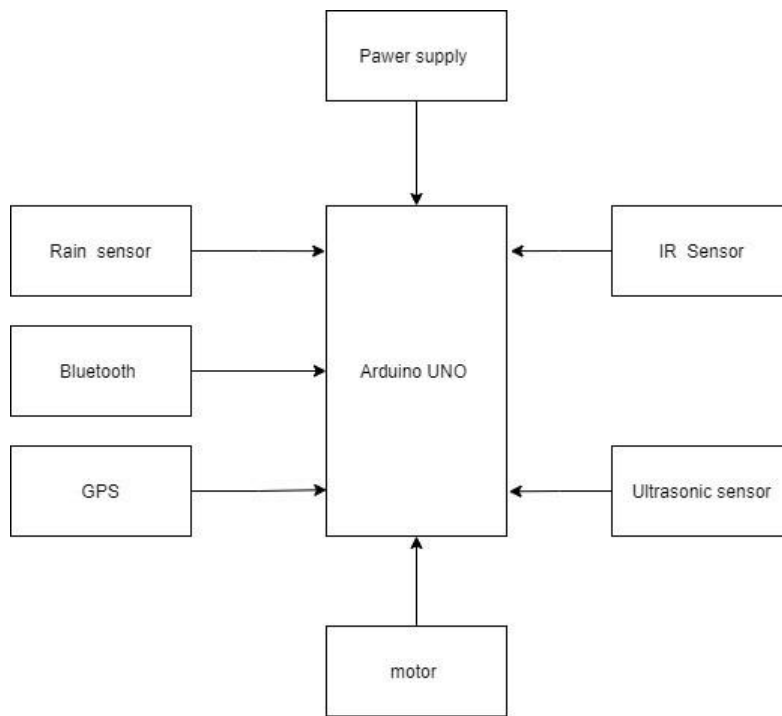 Pawer supply
Rain sensor
IR Sensor
Bluetooth
Arduino UNO
GPS
Ultrasonic sensor
motor